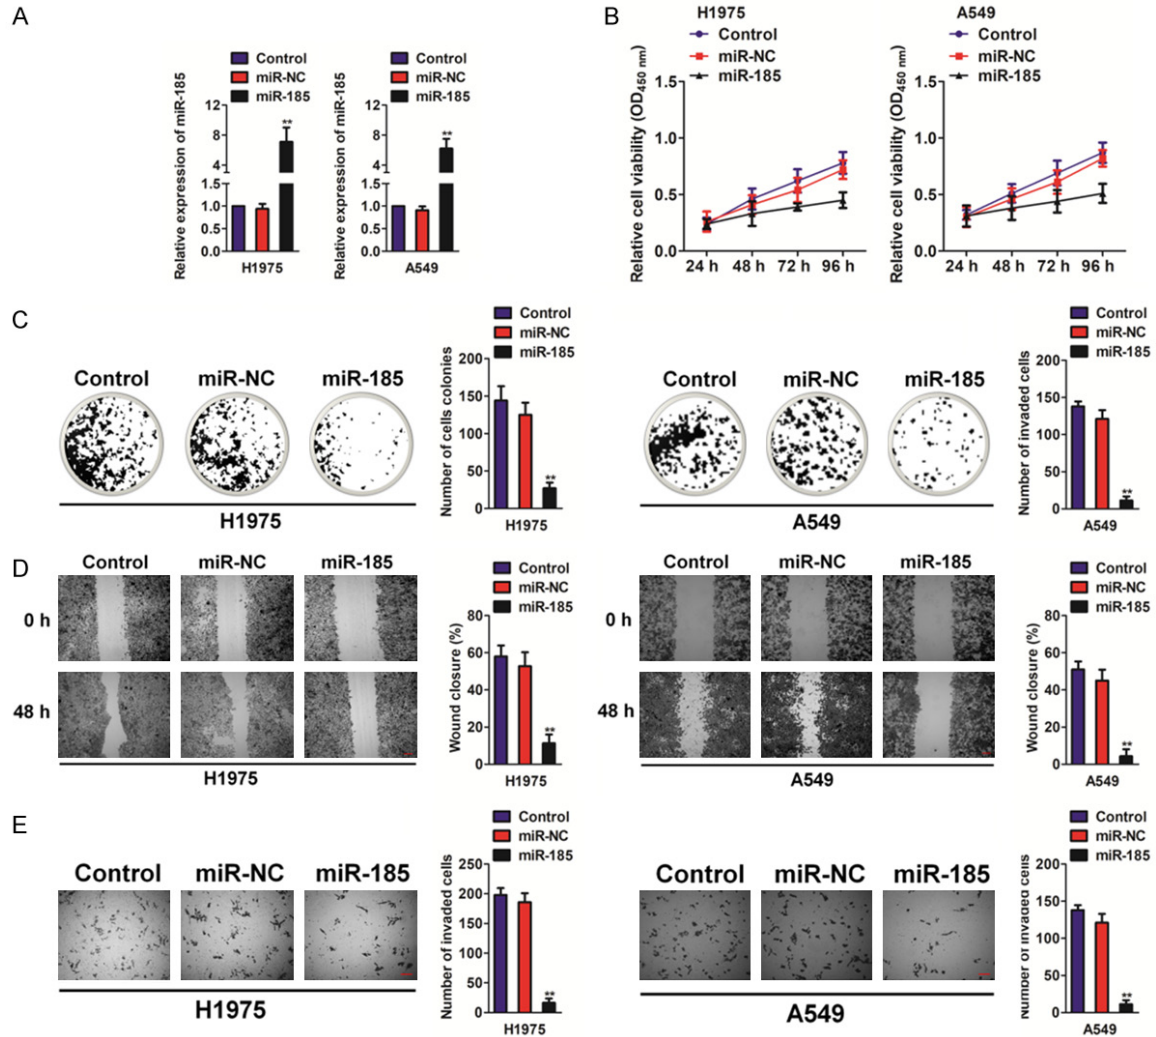 A
Control
miR-NC
miR-185
Relative expression of miR-185
12
8
4
1.5
1.0
0.5
0.0
**
H1975
Control
miR-NC
miR-185
Relative expression of miR-185
12
8
4
1.5
1.0
0.5
0.0
**
A549
B
H1975
Control
miR-NC
miR-185
Relative cell viability (OD450 nm)
1.5
1.0
0.5
0.0
24 h 48 h 72 h 96 h
A549
Control
miR-NC
miR-185
Relative cell viability (OD450 nm)
1.5
1.0
0.5
0.0
24 h 48 h 72 h 96 h
C
Control miR-NC miR-185
H1975
Control
miR-NC
miR-185
Number of cells colonies
200
150
100
50
0
**
H1975
Control miR-NC miR-185
A549
Control
miR-NC
miR-185
Number of invaded cells
200
150
100
50
0
**
A549
D
Control miR-NC miR-185
0 h
48 h
H1975
Control
miR-NC
miR-185
Wound closure (%)
80
60
40
20
0
**
H1975
Control miR-NC miR-185
0 h
48 h
A549
Control
miR-NC
miR-185
Wound closure (%)
80
60
40
20
0
**
A549
E
Control miR-NC miR-185
H1975
Control
miR-NC
miR-185
Number of invaded cells
250
200
150
100
50
0
**
H1975
Control miR-NC miR-185
A549
Control
miR-NC
miR-185
Number of invaded cells
200
150
100
50
0
**
A549